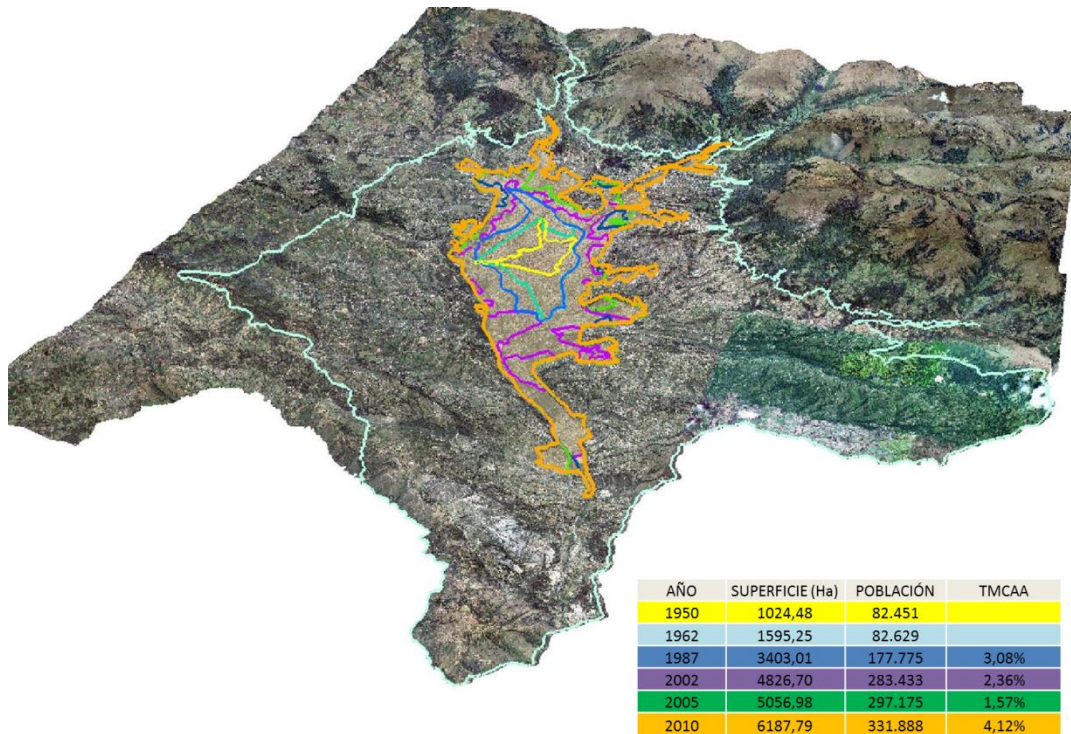 AÑO SUPERFICIE (Ha) POBLACIÓN TMCAA
1950 1024,48 82.451
1962 1595,25 82.629
1987 3403,01 177.775 3,08%
2002 4826,70 283.433 2,36%
2005 5056,98 297.175 1,57%
2010 6187,79 331.888 4,12%